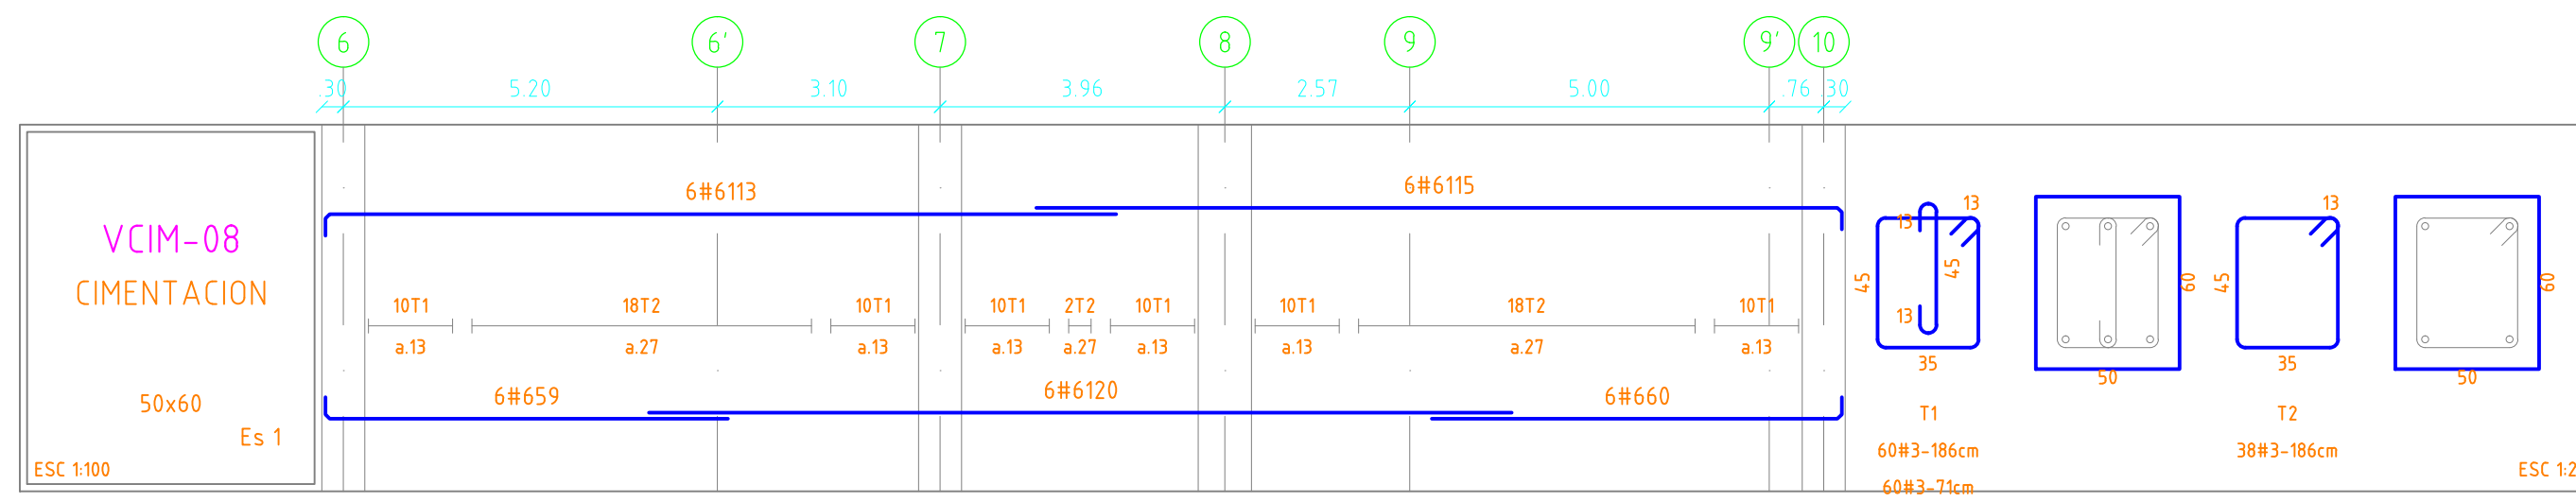 6 6' 7 8 9 9' 10
.30 5.20 3.10 3.96 2.57 5.00 .76 .30
6#6113 6#6115
VCIM-08
CIMENTACION
50x60
Es 1
ESC 1:100
10T1 18T2 10T1 10T1 2T2 10T1 10T1 18T2 10T1
a.13 a.27 a.13 a.13 a.27 a.13 a.13 a.27 a.13
6#659 6#6120 6#660
13 13
45 45
13
35
T1
60#3-186cm
60#3-71cm
60
50
13
45
35
T2
38#3-186cm
60
50
ESC 1:2